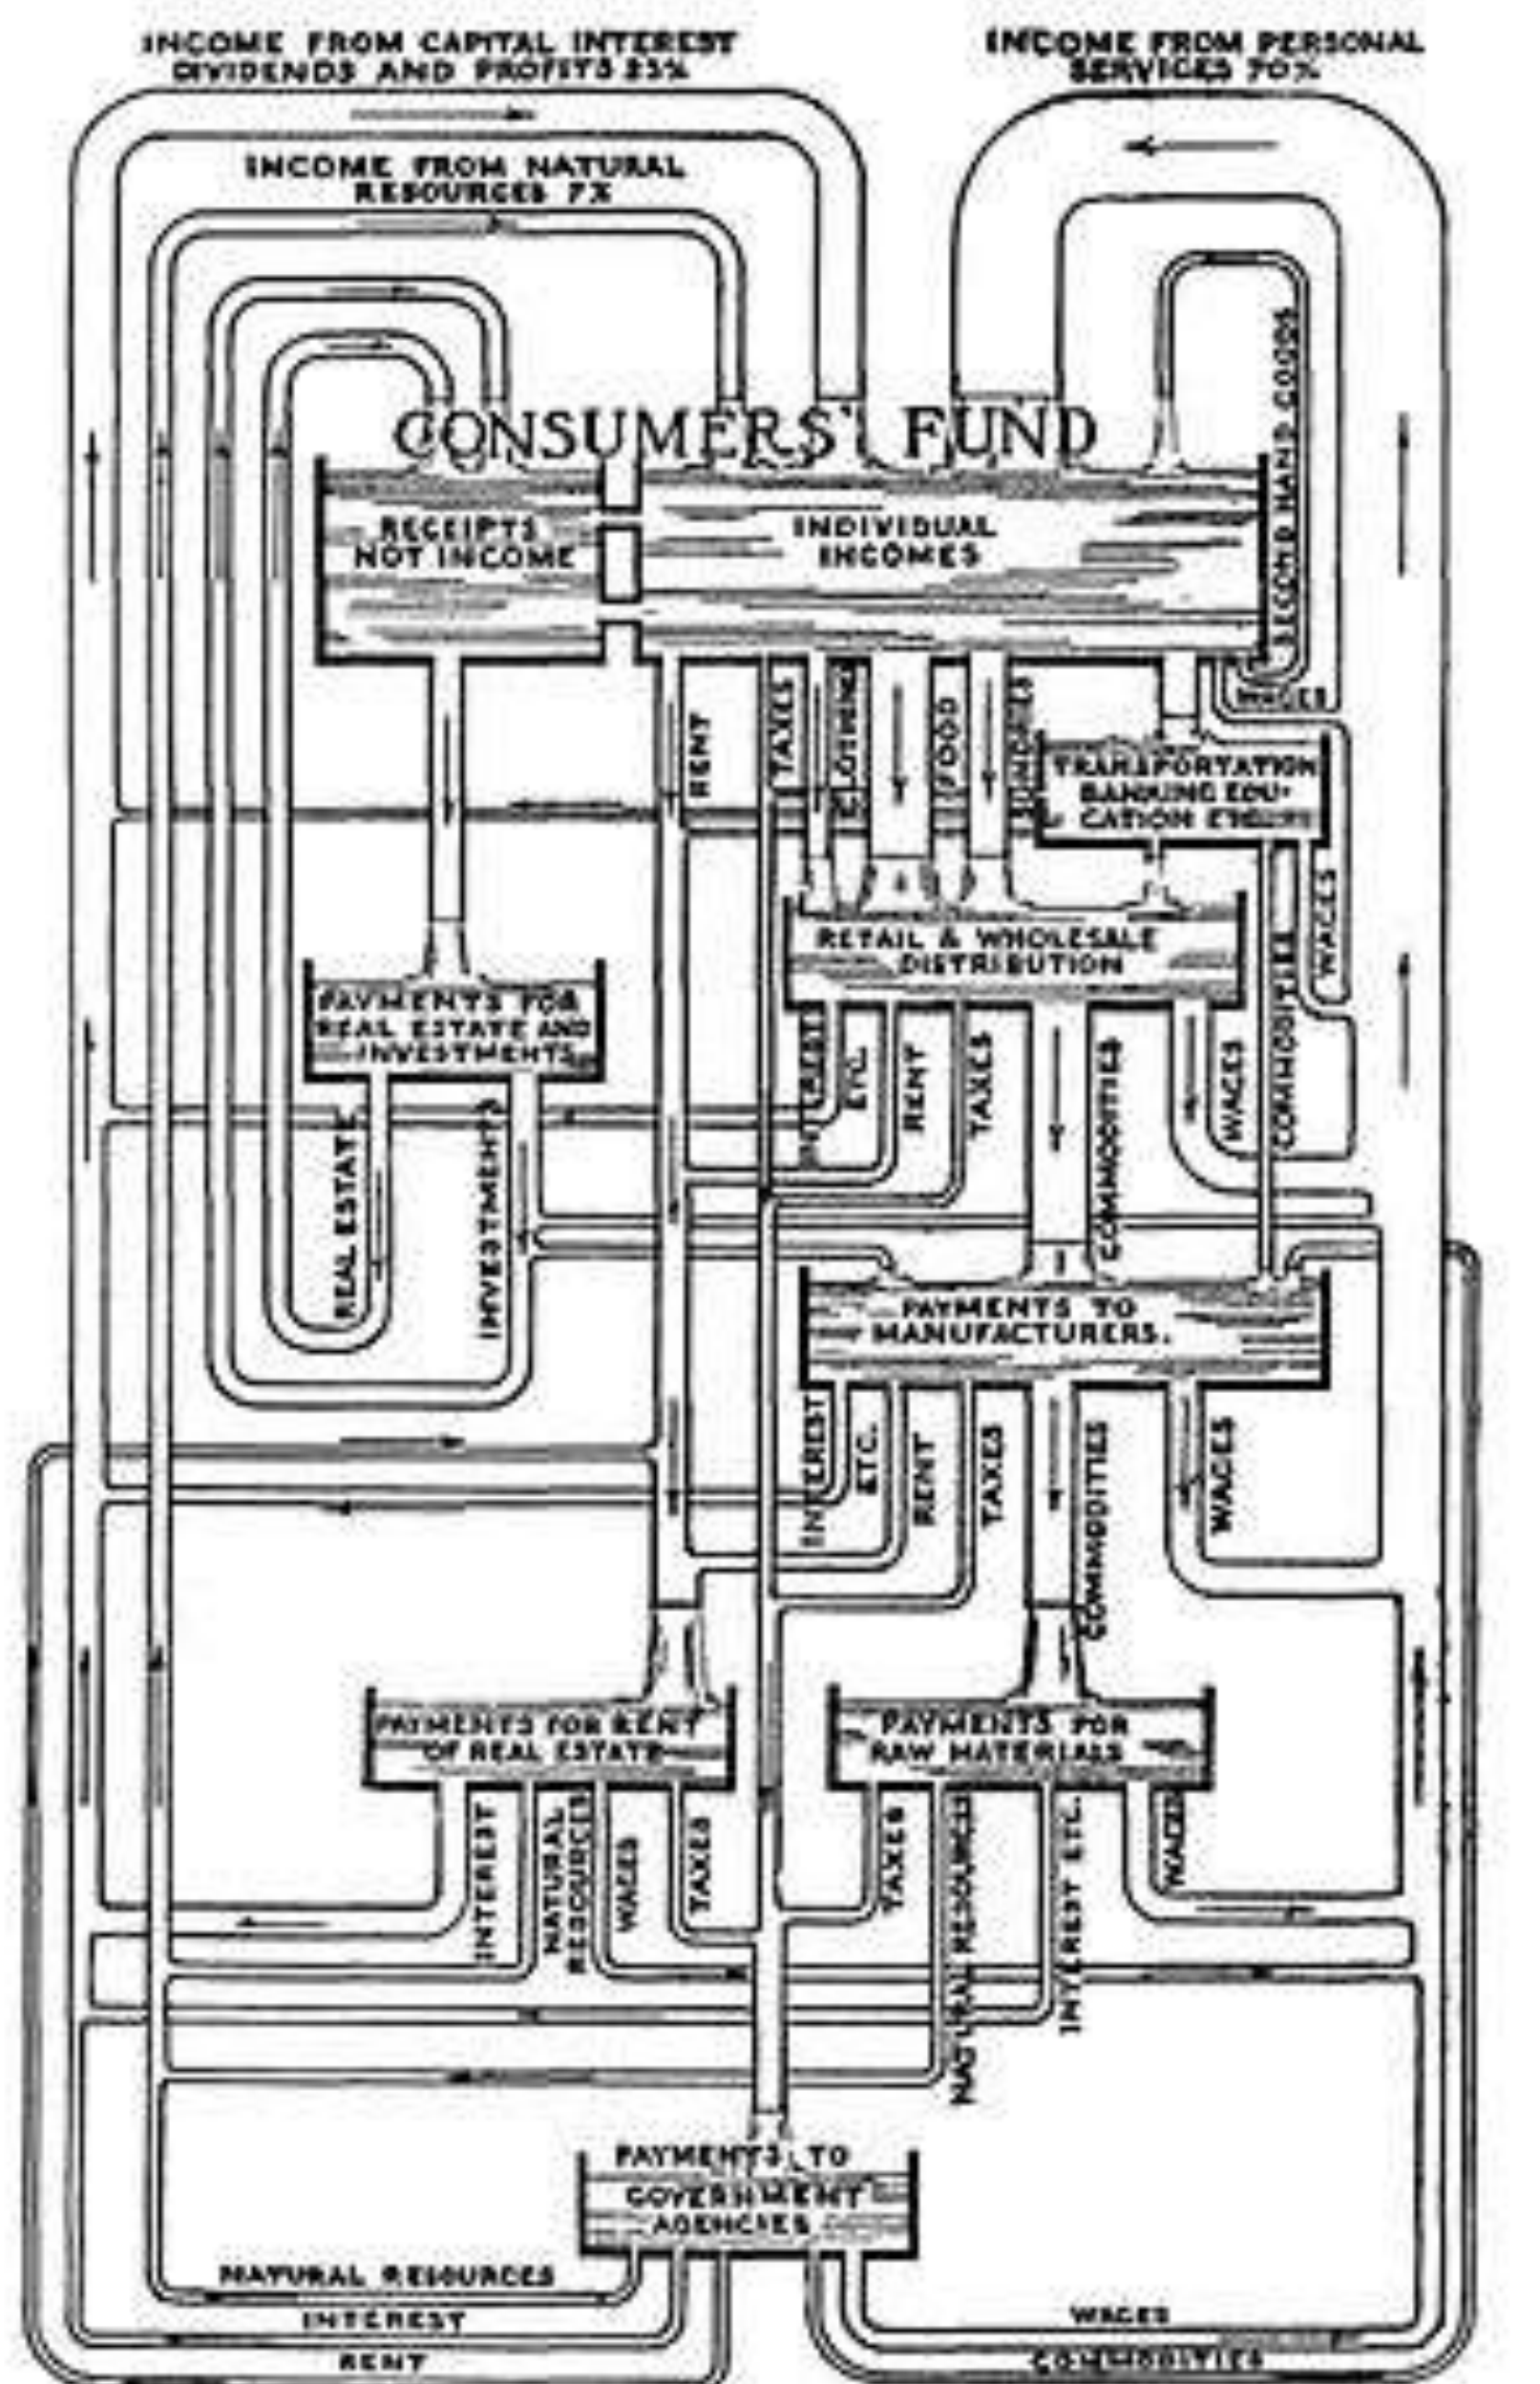 INCOME FROM CAPITAL INTEREST
DIVIDENDS AND PROFITS 23%
INCOME FROM PERSONAL
SERVICES 70%
INCOME FROM NATURAL
RESOURCES 7%
CONSUMERS' FUND
RECEIPTS
NOT INCOME
INDIVIDUAL
INCOMES
SECOND HAND GOODS
WAGES
RENT
TAXES
CLOTHING
FOOD
SUNDRIES
TRANSPORTATION
BANKING EDU-
CATION
WAGES
RETAIL & WHOLESALE
DISTRIBUTION
PAYMENTS FOR
REAL ESTATE AND
INVESTMENTS
INTEREST
ETC.
RENT
TAXES
COMMODITIES
WAGES
COMMODITIES
REAL ESTATE
INVESTMENTS
PAYMENTS TO
MANUFACTURERS.
INTEREST
ETC.
RENT
TAXES
COMMODITIES
WAGES
PAYMENTS FOR RENT
OF REAL ESTATE
PAYMENTS FOR
RAW MATERIALS
INTEREST
NATURAL
RESOURCES
WAGES
TAXES
TAXES
NATURAL RESOURCES
INTEREST ETC.
WAGES
PAYMENTS TO
GOVERNMENT
AGENCIES
NATURAL RESOURCES
INTEREST
RENT
WAGES
COMMODITIES